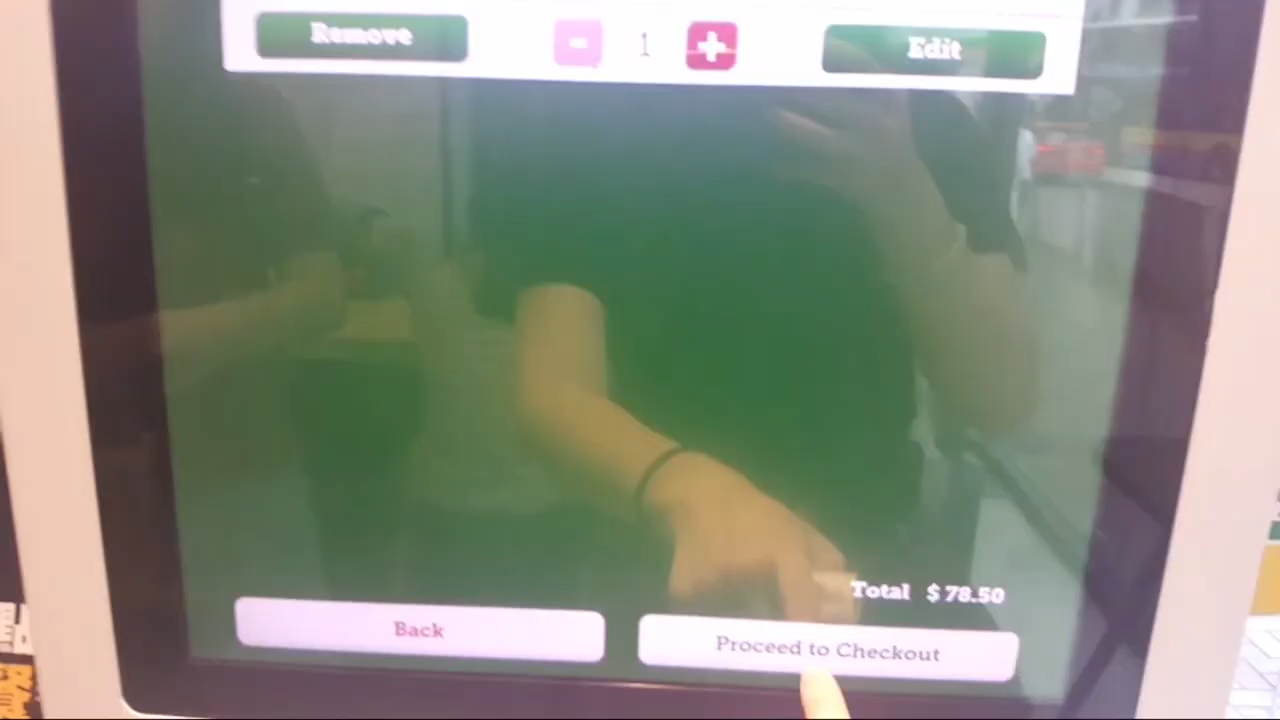 Remove - 1 + Edit
Total $ 78.50
Back Proceed to Checkout